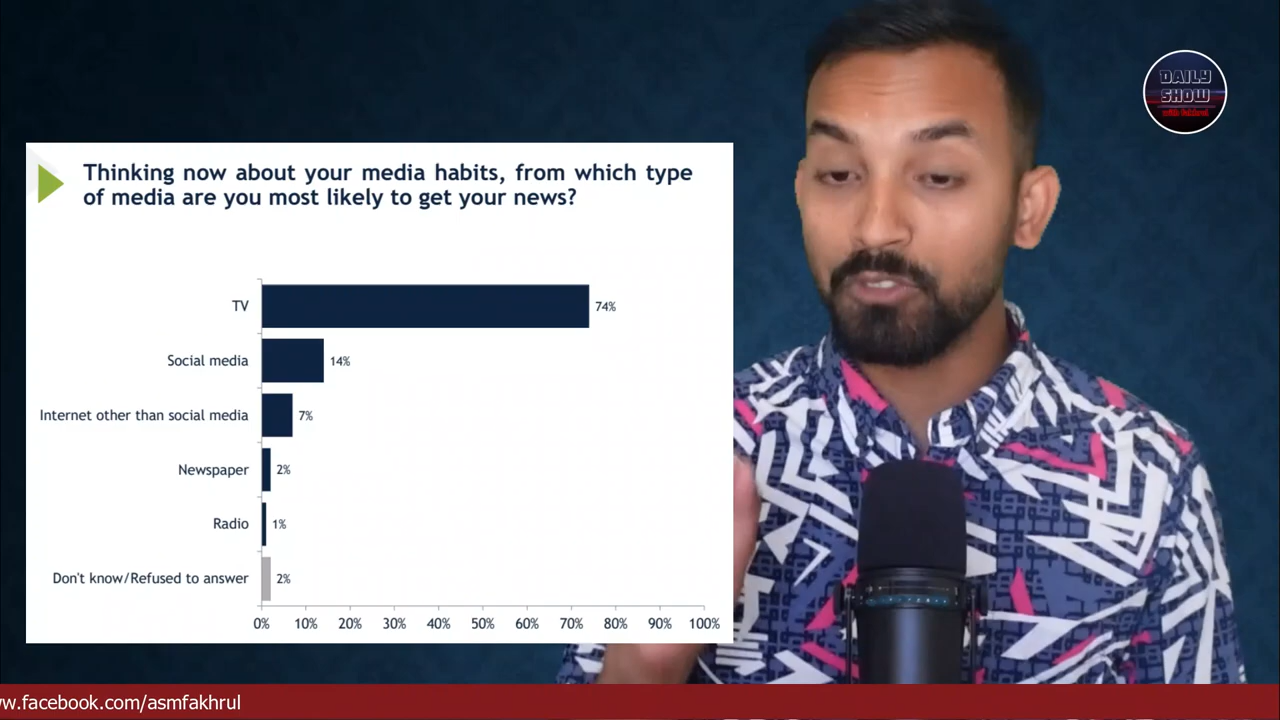 DAILY
SHOW
with fakhrul
Thinking now about your media habits, from which type
of media are you most likely to get your news?
TV
74%
Social media
14%
Internet other than social media
7%
Newspaper
2%
Radio
1%
Don't know/Refused to answer
2%
0% 10% 20% 30% 40% 50% 60% 70% 80% 90% 100%
w.facebook.com/asmfakhrul